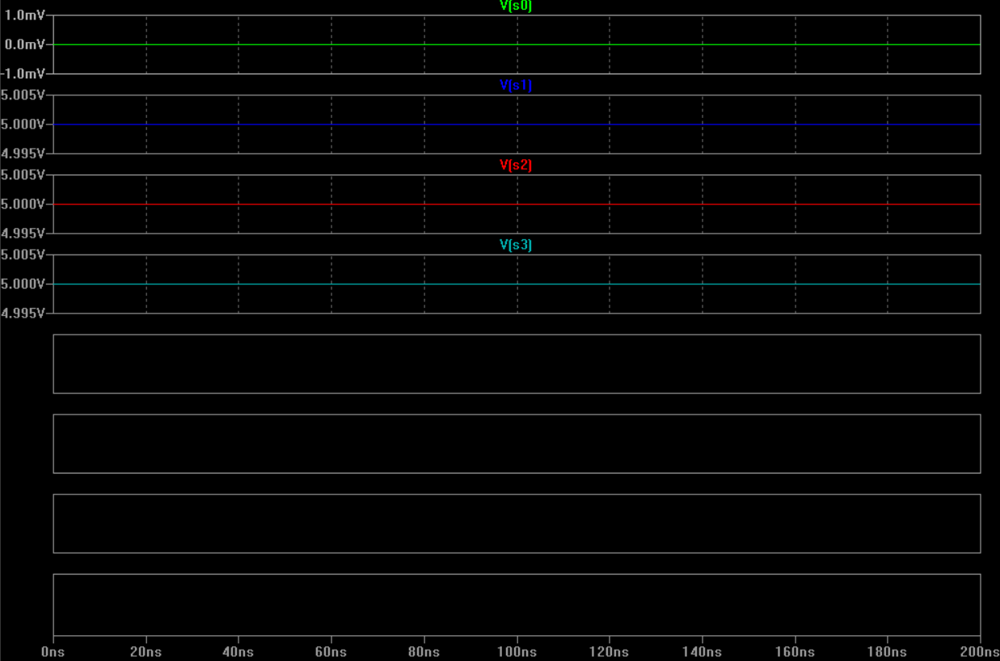 V(s0)
1.0mV
0.0mV
-1.0mV
V(s1)
5.005V
5.000V
4.995V
V(s2)
5.005V
5.000V
4.995V
V(s3)
5.005V
5.000V
4.995V
0ns 20ns 40ns 60ns 80ns 100ns 120ns 140ns 160ns 180ns 200ns